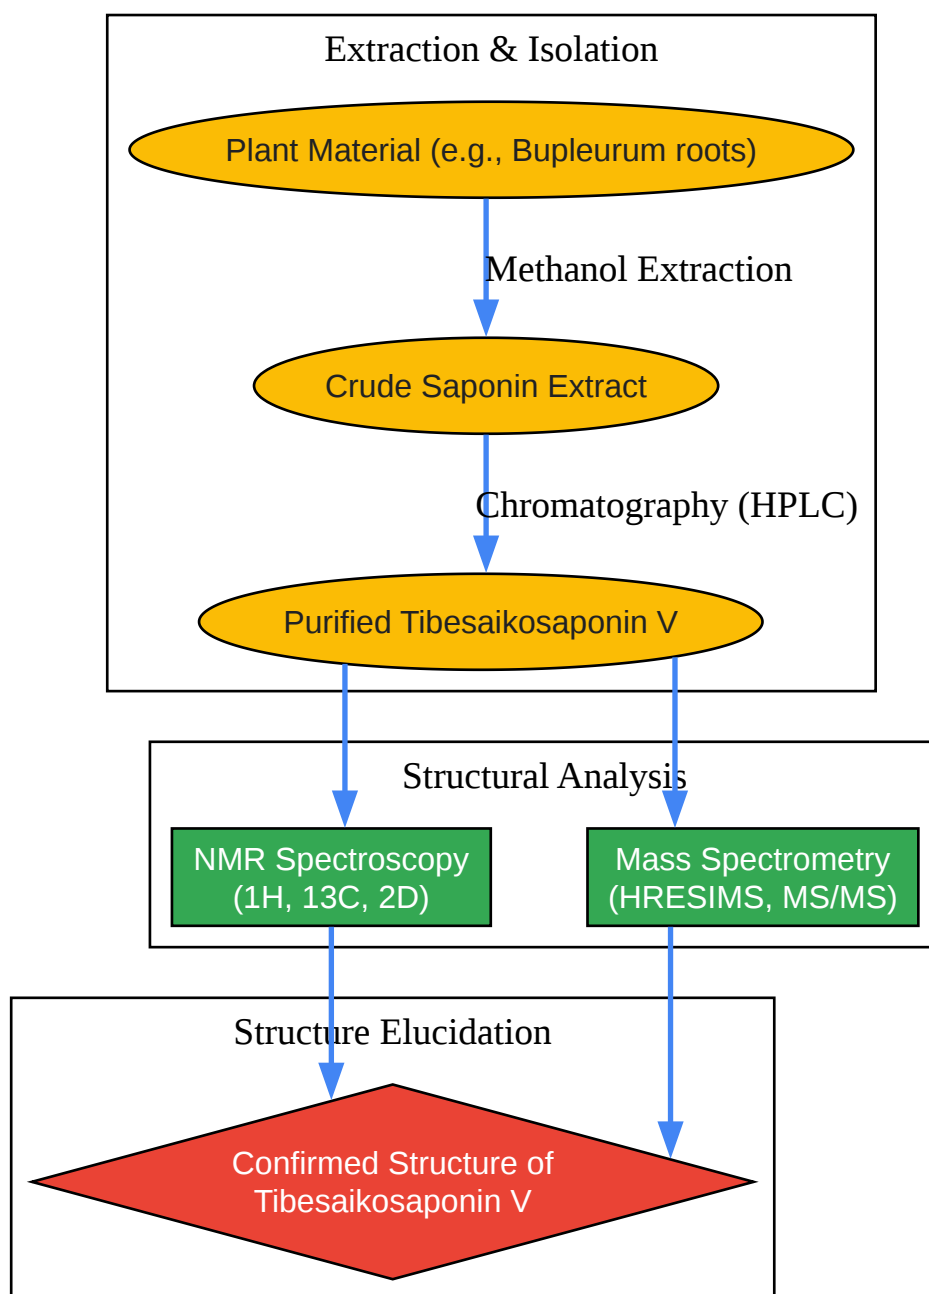 Extraction & Isolation
Plant Material (e.g., Bupleurum roots)
Methanol Extraction
Crude Saponin Extract
Chromatography (HPLC)
Purified Tibesaikosaponin V
Structural Analysis
NMR Spectroscopy
(1H, 13C, 2D)
Mass Spectrometry
(HRESIMS, MS/MS)
Structure Elucidation
Confirmed Structure of
Tibesaikosaponin V